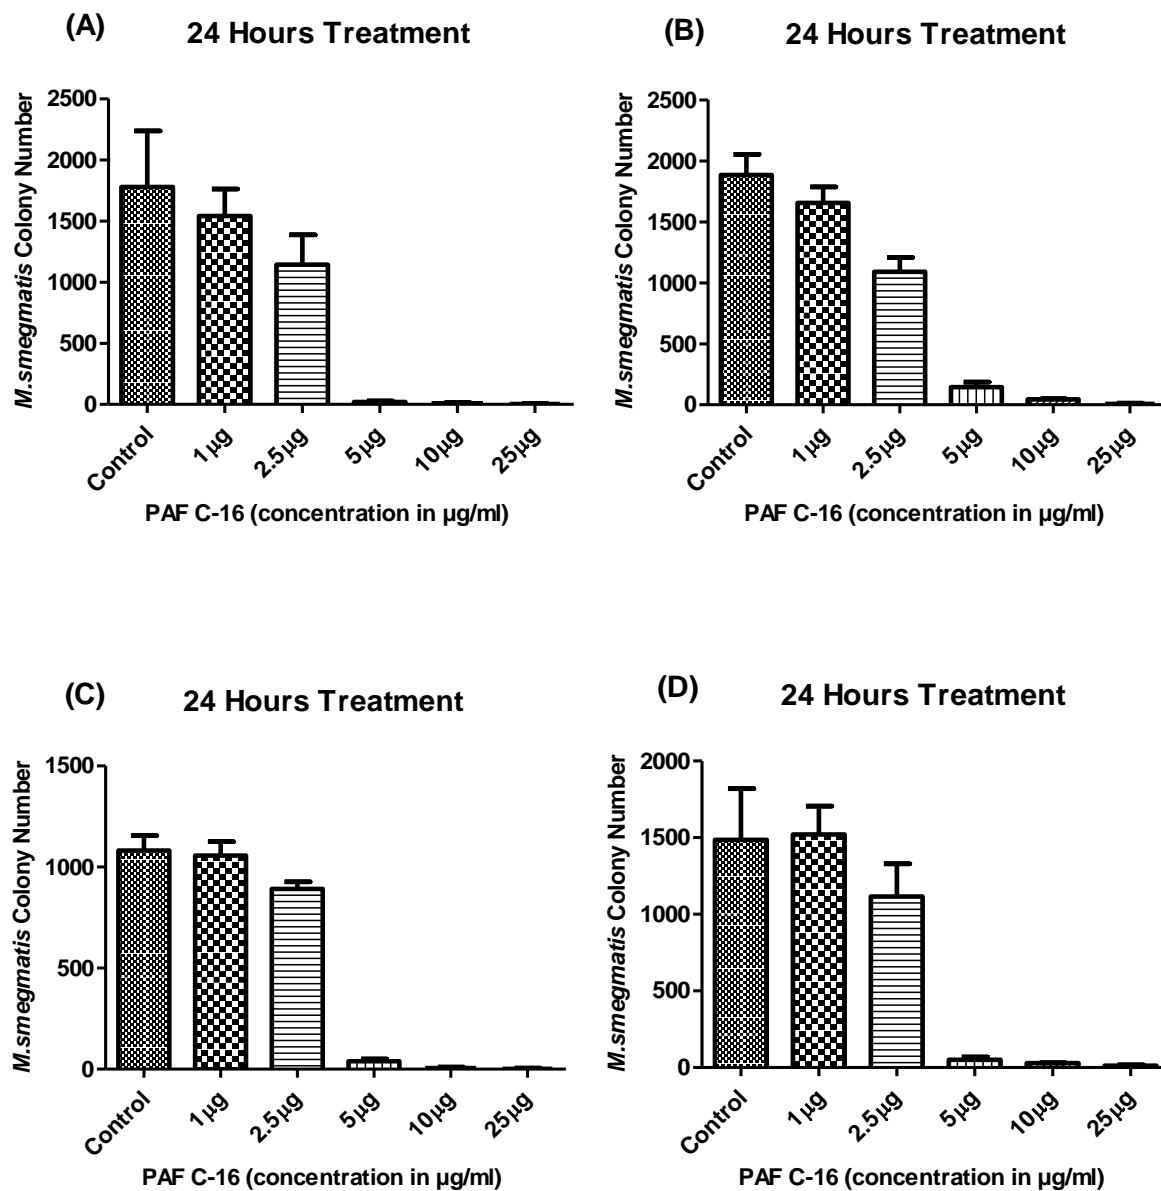 (A)
24 Hours Treatment
M.smegmatis Colony Number
2500
2000
1500
1000
500
0
Control
1µg
2.5µg
5µg
10µg
25µg
PAF C-16 (concentration in µg/ml)
(B)
24 Hours Treatment
M.smegmatis Colony Number
2500
2000
1500
1000
500
0
Control
1µg
2.5µg
5µg
10µg
25µg
PAF C-16 (concentration in µg/ml)
(C)
24 Hours Treatment
M.smegmatis Colony Number
1500
1000
500
0
Control
1µg
2.5µg
5µg
10µg
25µg
PAF C-16 (concentration in µg/ml)
(D)
24 Hours Treatment
M.smegmatis Colony Number
2000
1500
1000
500
0
Control
1µg
2.5µg
5µg
10µg
25µg
PAF C-16 (concentration in µg/ml)